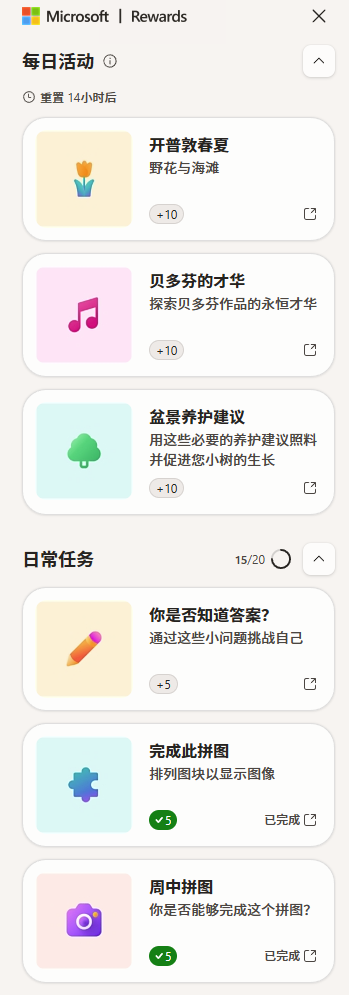 Microsoft | Rewards
每日活动
重置 14小时后
开普敦春夏
野花与海滩
+10
贝多芬的才华
探索贝多芬作品的永恒才华
+10
盆景养护建议
用这些必要的养护建议照料
并促进您小树的生长
+10
日常任务 15/20
你是否知道答案?
通过这些小问题挑战自己
+5
完成此拼图
排列图块以显示图像
5 已完成
周中拼图
你是否能够完成这个拼图?
5 已完成